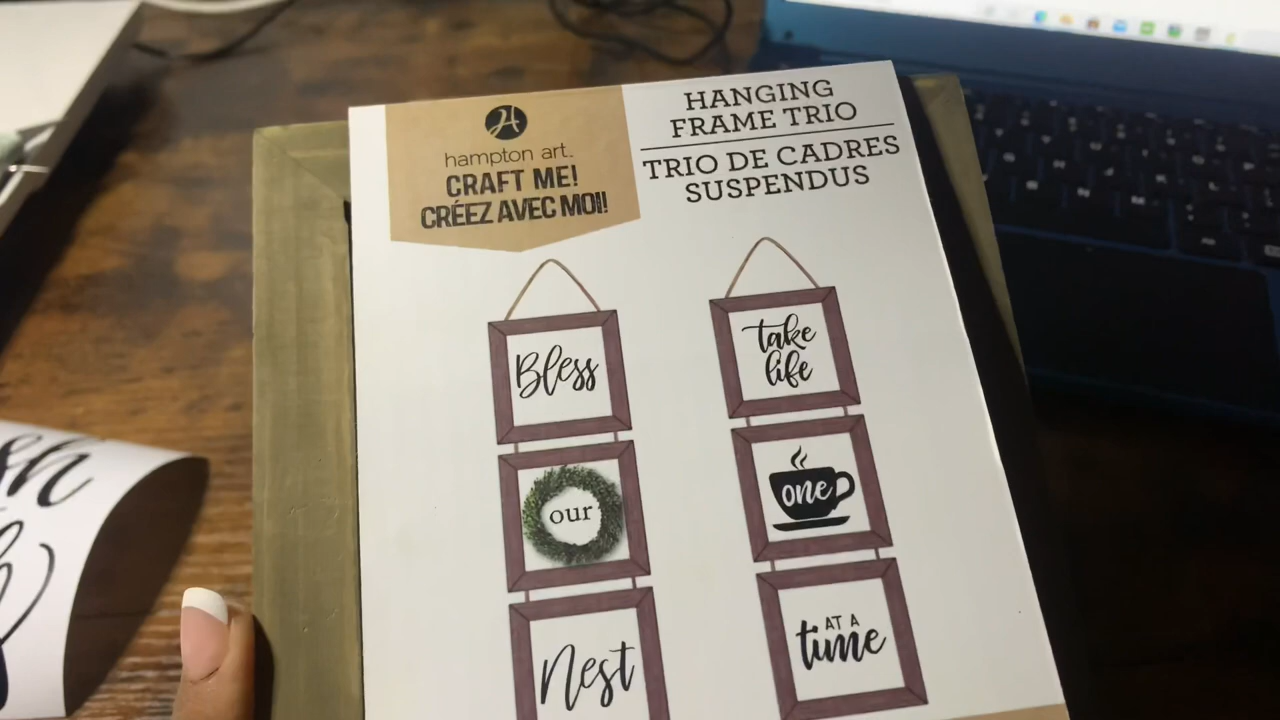 hampton art™
CRAFT ME!
CRÉEZ AVEC MOI!
HANGING
FRAME TRIO
TRIO DE CADRES
SUSPENDUS
Bless
our
Nest
take
life
one
AT A
time